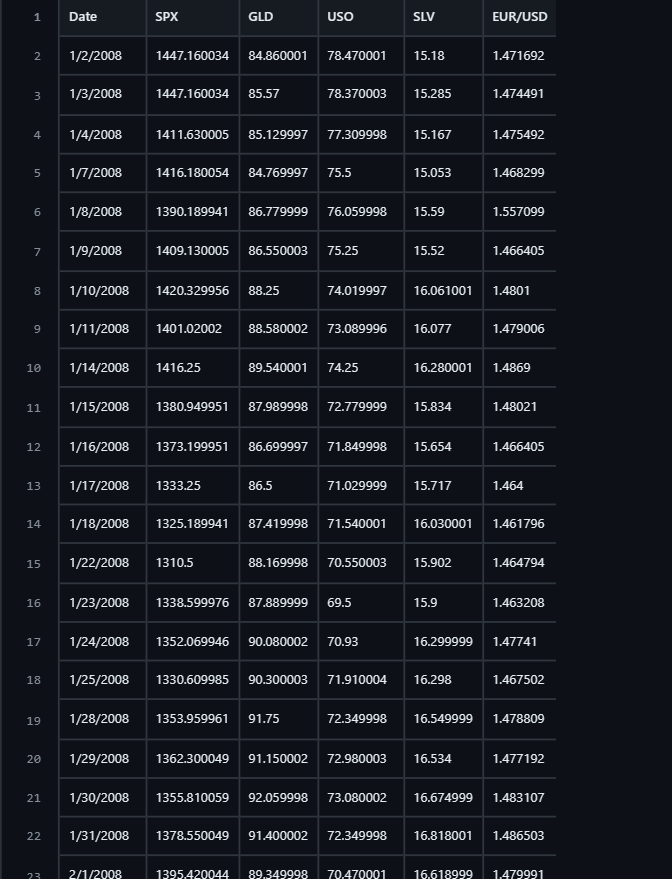 1 Date SPX GLD USO SLV EUR/USD
2 1/2/2008 1447.160034 84.860001 78.470001 15.18 1.471692
3 1/3/2008 1447.160034 85.57 78.370003 15.285 1.474491
4 1/4/2008 1411.630005 85.129997 77.309998 15.167 1.475492
5 1/7/2008 1416.180054 84.769997 75.5 15.053 1.468299
6 1/8/2008 1390.189941 86.779999 76.059998 15.59 1.557099
7 1/9/2008 1409.130005 86.550003 75.25 15.52 1.466405
8 1/10/2008 1420.329956 88.25 74.019997 16.061001 1.4801
9 1/11/2008 1401.02002 88.580002 73.089996 16.077 1.479006
10 1/14/2008 1416.25 89.540001 74.25 16.280001 1.4869
11 1/15/2008 1380.949951 87.989998 72.779999 15.834 1.48021
12 1/16/2008 1373.199951 86.699997 71.849998 15.654 1.466405
13 1/17/2008 1333.25 86.5 71.029999 15.717 1.464
14 1/18/2008 1325.189941 87.419998 71.540001 16.030001 1.461796
15 1/22/2008 1310.5 88.169998 70.550003 15.902 1.464794
16 1/23/2008 1338.599976 87.889999 69.5 15.9 1.463208
17 1/24/2008 1352.069946 90.080002 70.93 16.299999 1.47741
18 1/25/2008 1330.609985 90.300003 71.910004 16.298 1.467502
19 1/28/2008 1353.959961 91.75 72.349998 16.549999 1.478809
20 1/29/2008 1362.300049 91.150002 72.980003 16.534 1.477192
21 1/30/2008 1355.810059 92.059998 73.080002 16.674999 1.483107
22 1/31/2008 1378.550049 91.400002 72.349998 16.818001 1.486503
23 2/1/2008 1395.420044 89.349998 70.470001 16.618999 1.479991